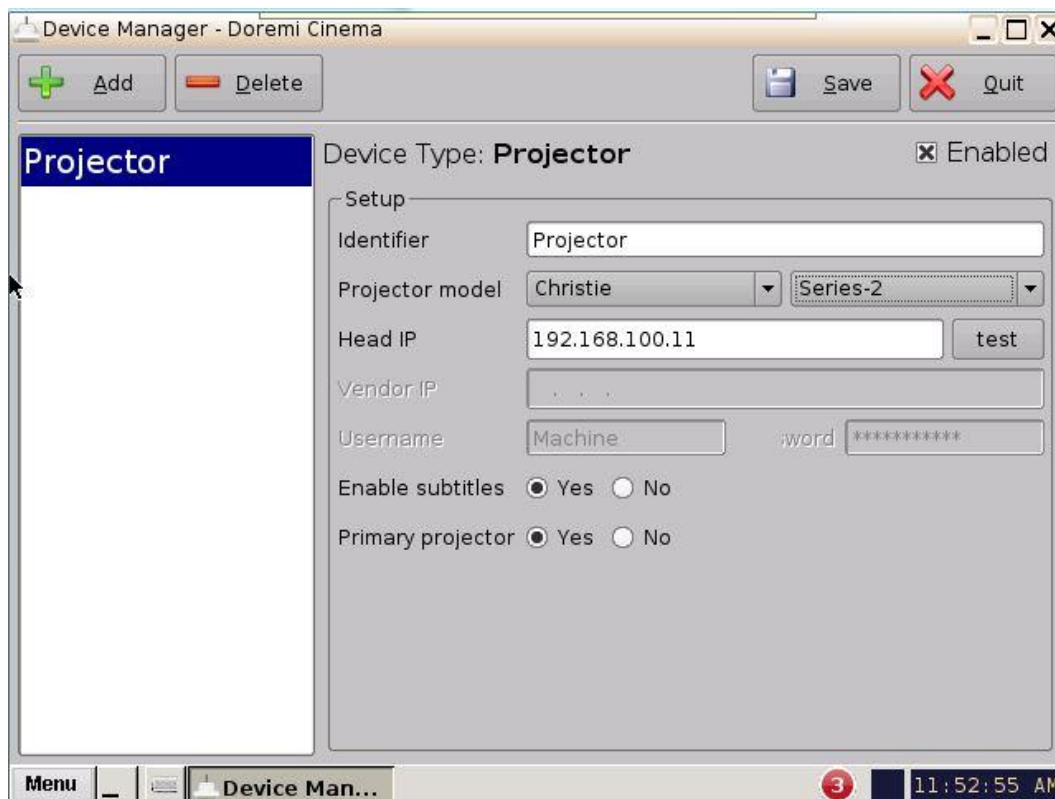 Device Manager - Doremi Cinema
Add Delete Save Quit
Projector
Device Type: Projector Enabled
Setup
Identifier Projector
Projector model Christie Series-2
Head IP 192.168.100.11 test
Vendor IP . . .
Username Machine sword ***********
Enable subtitles Yes No
Primary projector Yes No
Menu Device Man... 3 11:52:55 AM